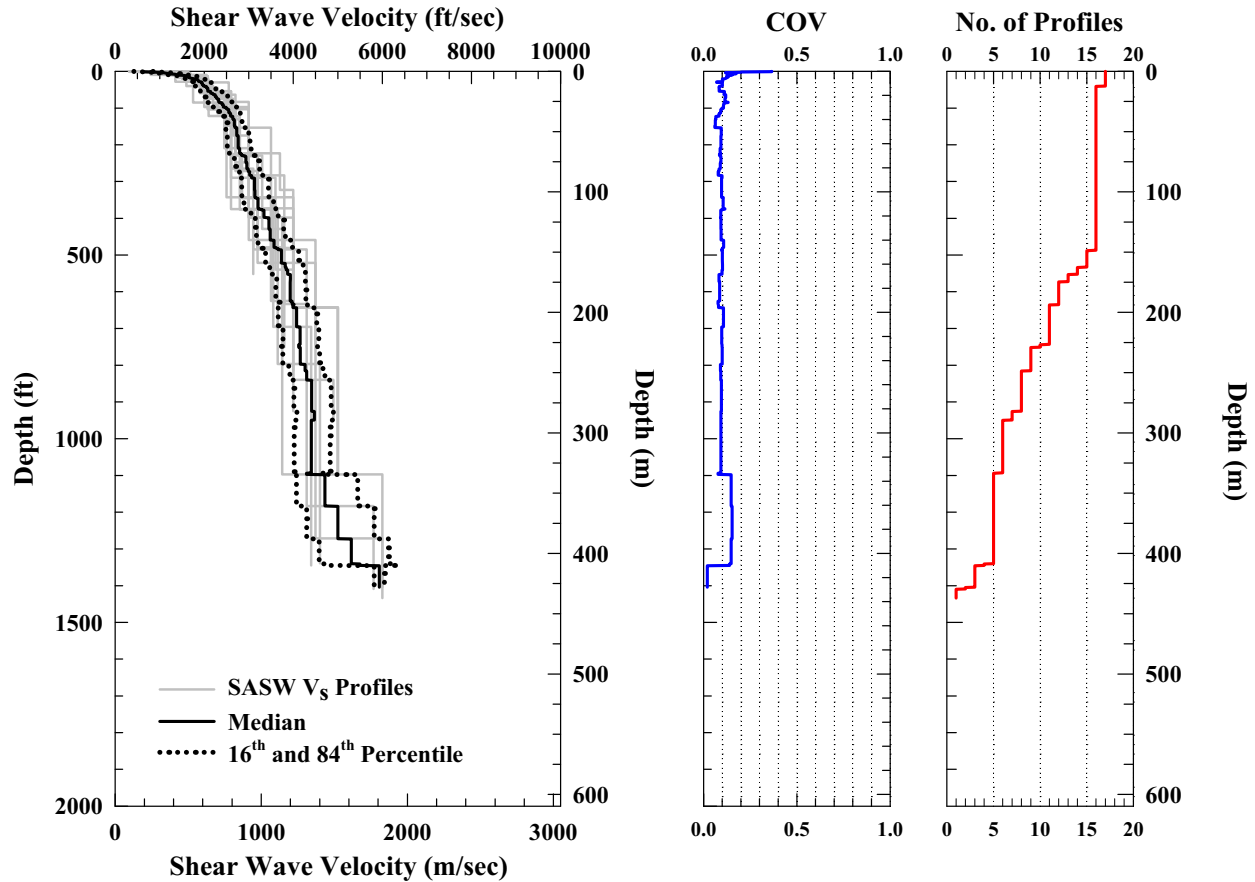 Shear Wave Velocity (ft/sec)
0 2000 4000 6000 8000 10000
Depth (ft)
0
500
1000
1500
2000
0
100
200
300
400
500
600
Depth (m)
SASW Vs Profiles
Median
16th and 84th Percentile
0 1000 2000 3000
Shear Wave Velocity (m/sec)
COV
0.0 0.5 1.0
0.0 0.5 1.0
No. of Profiles
0 5 10 15 20
0
100
200
300
400
500
600
Depth (m)
0 5 10 15 20